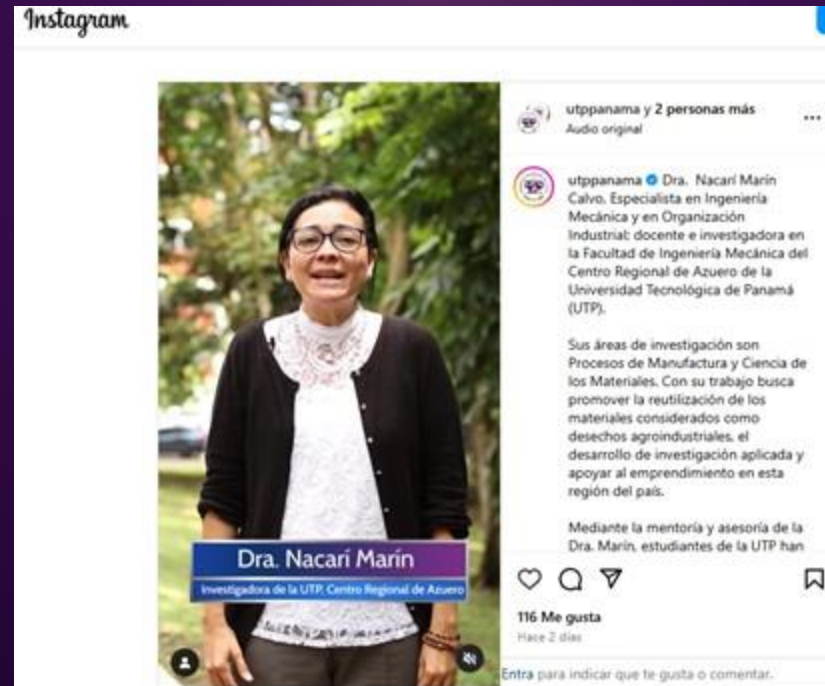 Instagram
utppanama y 2 personas más
Audio original
utppanama Dra. Nacarí Marín
Calvo, Especialista en Ingeniería
Mecánica y en Organización
Industrial: docente e investigadora en
la Facultad de Ingeniería Mecánica del
Centro Regional de Azuero de la
Universidad Tecnológica de Panamá
(UTP).
Sus áreas de investigación son
Procesos de Manufactura y Ciencia de
los Materiales. Con su trabajo busca
promover la reutilización de los
materiales considerados como
desechos agroindustriales, el
desarrollo de investigación aplicada y
apoyar al emprendimiento en esta
región del país.
Mediante la mentoría y asesoría de la
Dra. Marín, estudiantes de la UTP han
Dra. Nacarí Marín
Investigadora de la UTP, Centro Regional de Azuero
116 Me gusta
Hace 2 días
Entra para indicar que te gusta o comentar.